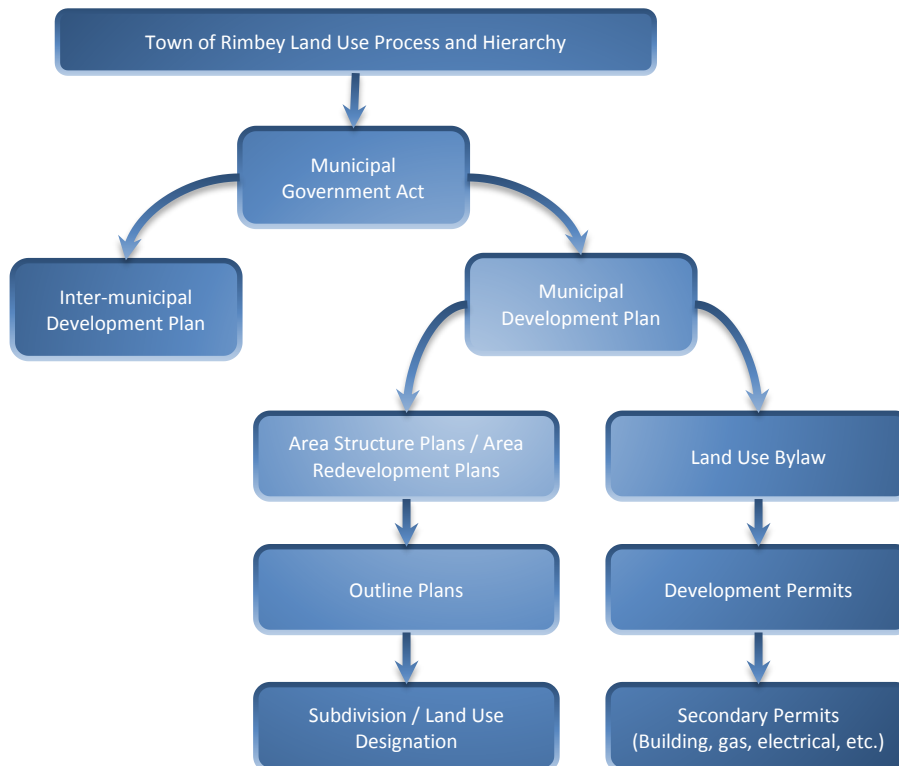 Town of Rimbey Land Use Process and Hierarchy
Municipal
Government Act
Inter-municipal
Development Plan
Municipal
Development Plan
Area Structure Plans / Area
Redevelopment Plans
Land Use Bylaw
Outline Plans
Development Permits
Subdivision / Land Use
Designation
Secondary Permits
(Building, gas, electrical, etc.)